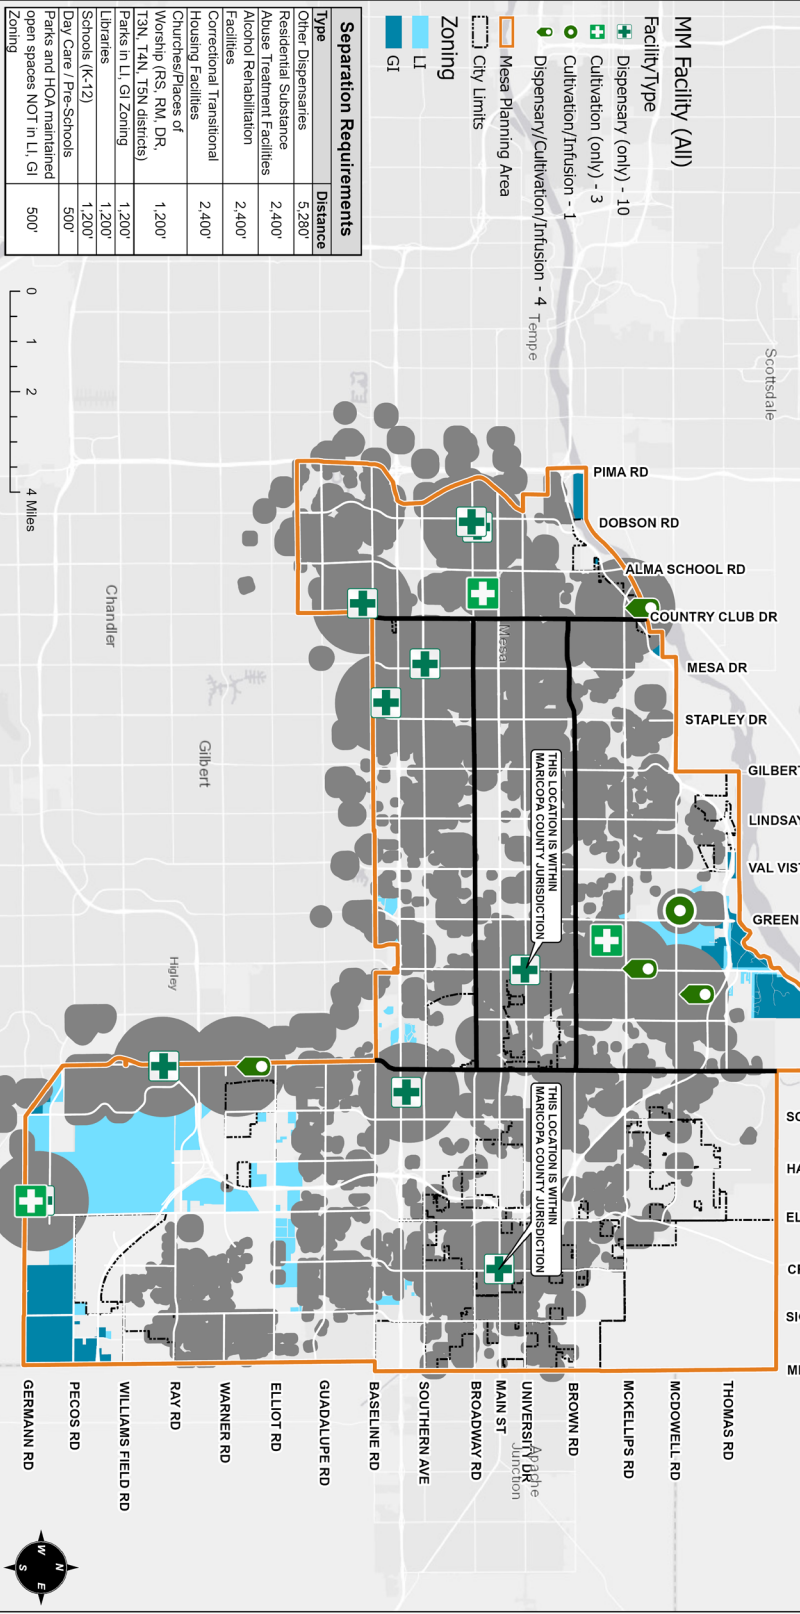 MM Facility (All)
FacilityType
Dispensary (only) - 10
Cultivation (only) - 3
Cultivation/Infusion - 1
Dispensary/Cultivation/Infusion - 4
Mesa Planning Area
City Limits
Zoning
LI
GI
Separation Requirements
Type Distance
Other Dispensaries 5,280'
Residential Substance
Abuse Treatment Facilities 2,400'
Alcohol Rehabilitation
Facilities 2,400'
Correctional Transitional
Housing Facilities 2,400'
Churches/Places of
Worship (RS, RM, DR,
T3N, T4N, T5N districts) 1,200'
Parks in LI, GI Zoning 1,200'
Libraries 1,200'
Schools (K-12) 1,200'
Day Care / Pre-Schools 500'
Parks and HOA maintained
open spaces NOT in LI, GI
Zoning 500'
0 1 2 4 Miles
Scottsdale
Tempe
Mesa
Chandler
Gilbert
Higley
Apache
Junction
PIMA RD
DOBSON RD
ALMA SCHOOL RD
COUNTRY CLUB DR
MESA DR
STAPLEY DR
GILBERT
LINDSAY
VAL VIST
GREEN
SO
HA
EL
CR
SIG
ME
THIS LOCATION IS WITHIN
MARICOPA COUNTY JURISDICTION
THIS LOCATION IS WITHIN
MARICOPA COUNTY JURISDICTION
THOMAS RD
MCDOWELL RD
MCKELLIPS RD
BROWN RD
UNIVERSITY DR
MAIN ST
BROADWAY RD
SOUTHERN AVE
BASELINE RD
GUADALUPE RD
ELLIOT RD
WARNER RD
RAY RD
WILLIAMS FIELD RD
PECOS RD
GERMANN RD
N
W
E
S